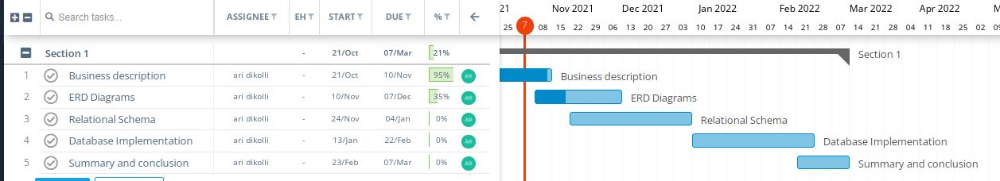 Search tasks... ASSIGNEE EH START DUE % 21 Nov 2021 Dec 2021 Jan 2022 Feb 2022 Mar 2022 Apr 2022 M
25 7 08 15 22 29 06 13 20 27 03 10 17 24 31 07 14 21 28 07 14 21 28 04 11 18 25 02 09
Section 1 - 21/Oct 07/Mar 21% Section 1
1 Business description ari dikolli - 21/Oct 10/Nov 95% AR Business description
2 ERD Diagrams ari dikolli - 10/Nov 07/Dec 35% AR ERD Diagrams
3 Relational Schema ari dikolli - 24/Nov 04/Jan 0% AR Relational Schema
4 Database Implementation ari dikolli - 13/Jan 22/Feb 0% AR Database Implementation
5 Summary and conclusion ari dikolli - 23/Feb 07/Mar 0% AR Summary and conclusion